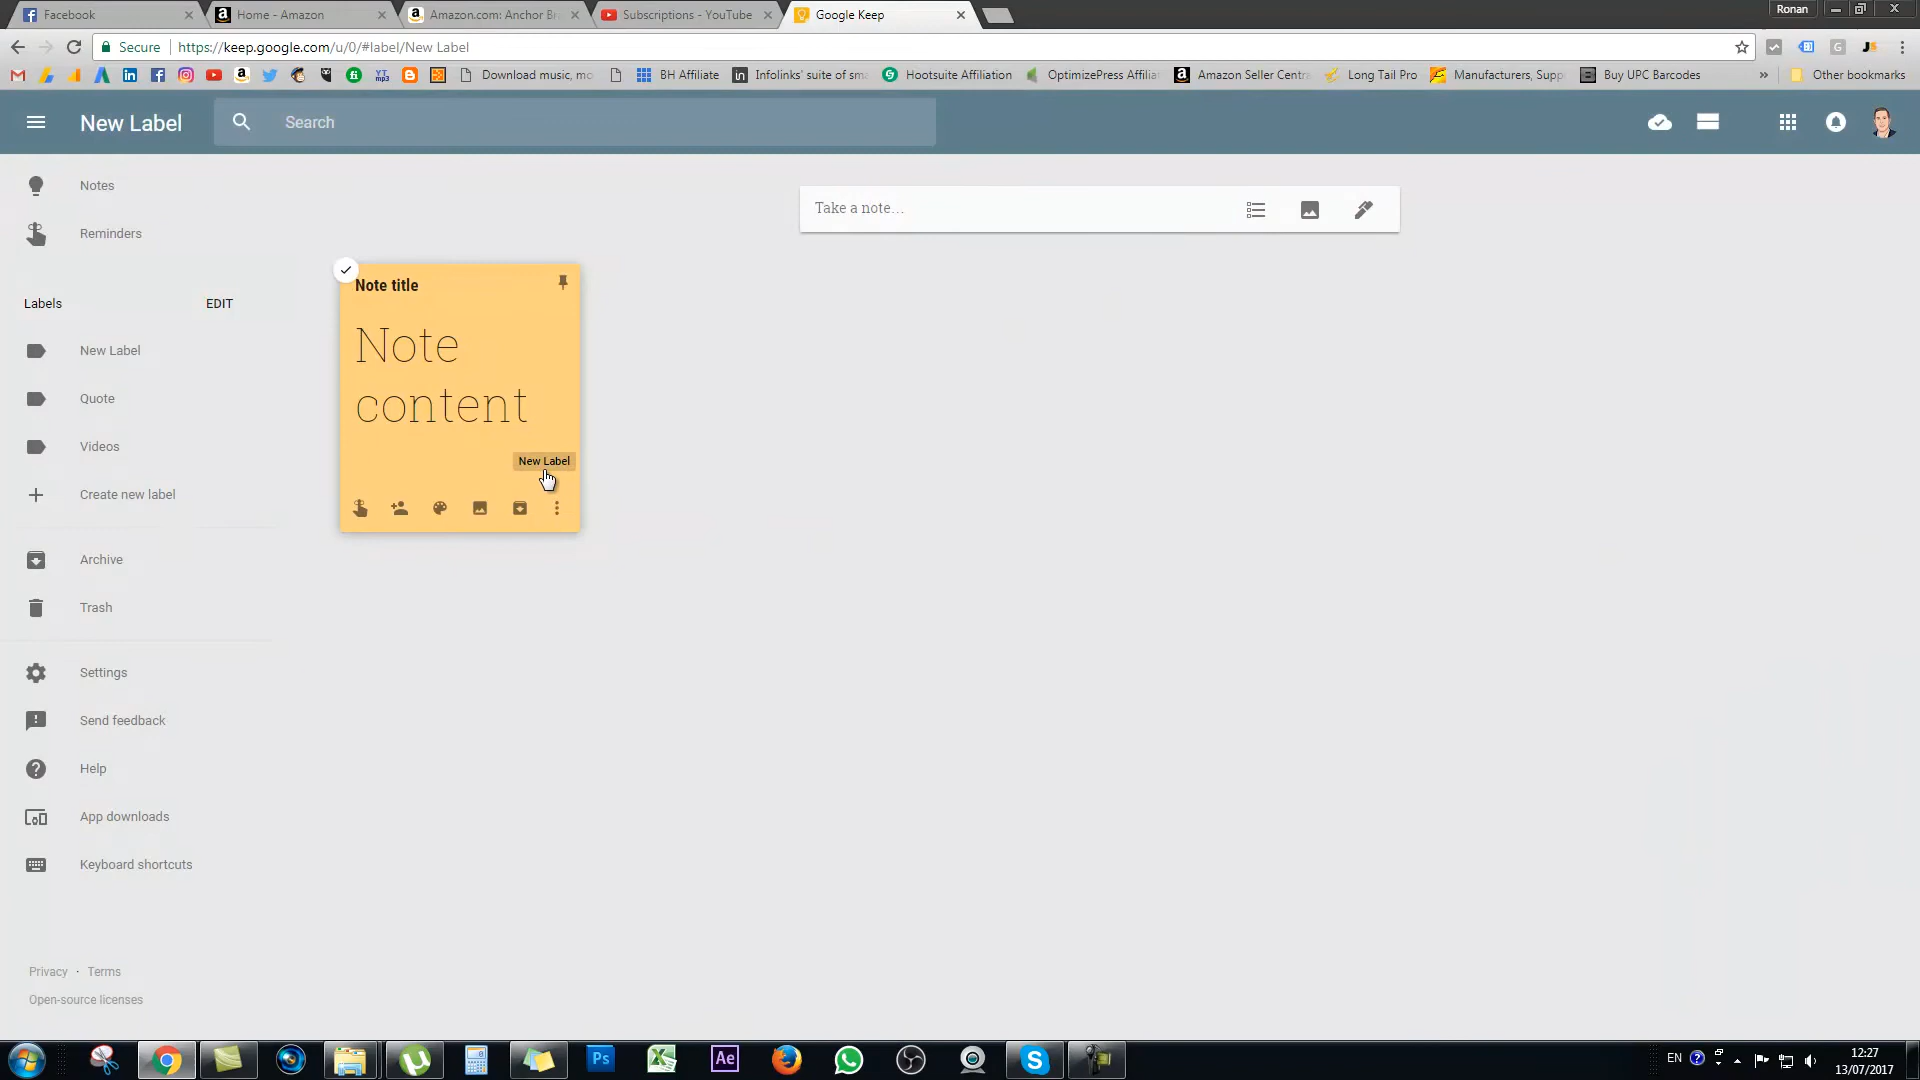 Facebook
Home - Amazon
Amazon.com: Anchor Br
Subscriptions - YouTube
Google Keep
Ronan
Secure
https://keep.google.com/u/0/#label/New Label
Download music, mo
BH Affiliate
Infolinks' suite of sma
Hootsuite Affiliation
OptimizePress Affilia
Amazon Seller Centra
Long Tail Pro
Manufacturers, Supp
Buy UPC Barcodes
»
Other bookmarks
New Label
Search
Notes
Reminders
Labels
EDIT
New Label
Quote
Videos
Create new label
Archive
Trash
Settings
Send feedback
Help
App downloads
Keyboard shortcuts
Privacy · Terms
Open-source licenses
Take a note...
Note title
Note
content
New Label
Ps
Ae
EN
12:27
13/07/2017